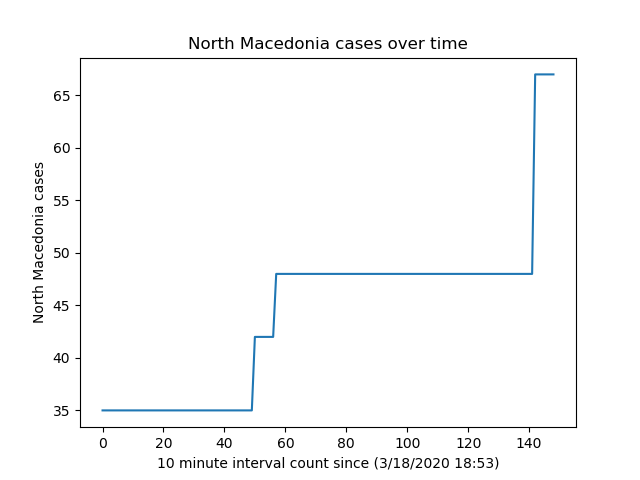 North Macedonia cases over time
North Macedonia cases
65
60
55
50
45
40
35
0 20 40 60 80 100 120 140
10 minute interval count since (3/18/2020 18:53)